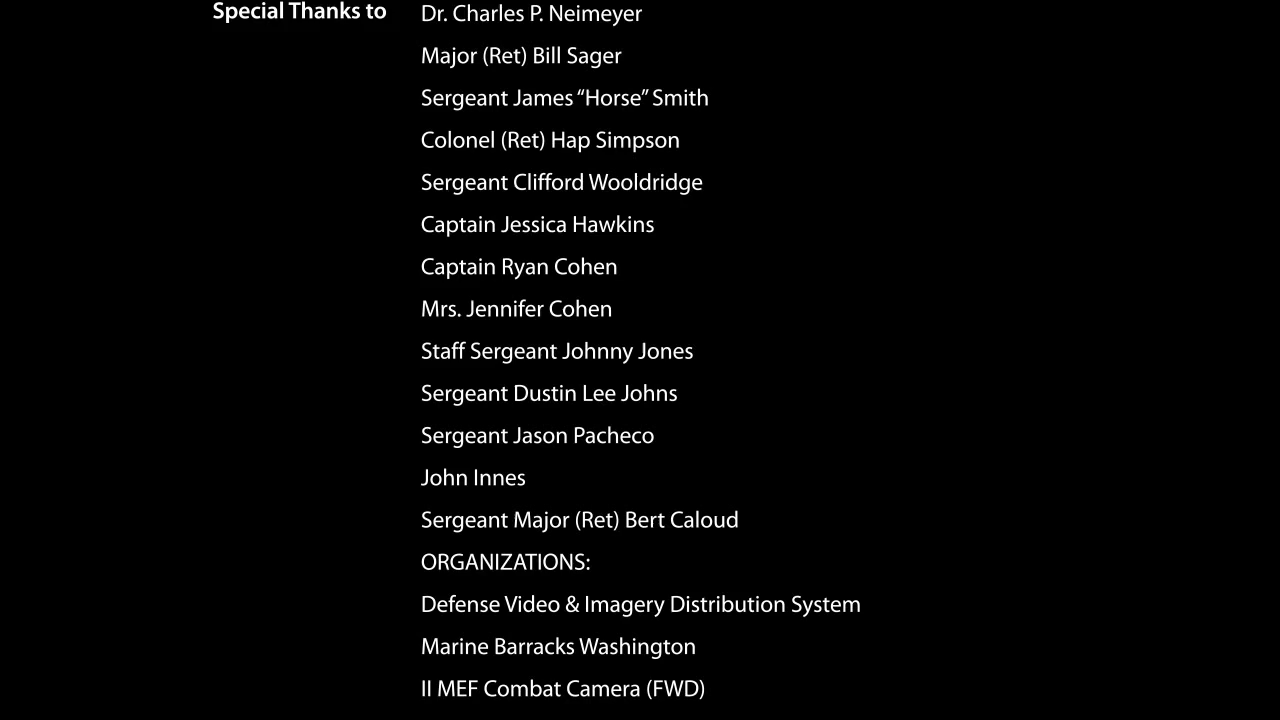 Special Thanks to
Dr. Charles P. Neimeyer
Major (Ret) Bill Sager
Sergeant James “Horse” Smith
Colonel (Ret) Hap Simpson
Sergeant Clifford Wooldridge
Captain Jessica Hawkins
Captain Ryan Cohen
Mrs. Jennifer Cohen
Staff Sergeant Johnny Jones
Sergeant Dustin Lee Johns
Sergeant Jason Pacheco
John Innes
Sergeant Major (Ret) Bert Caloud
ORGANIZATIONS:
Defense Video & Imagery Distribution System
Marine Barracks Washington
II MEF Combat Camera (FWD)